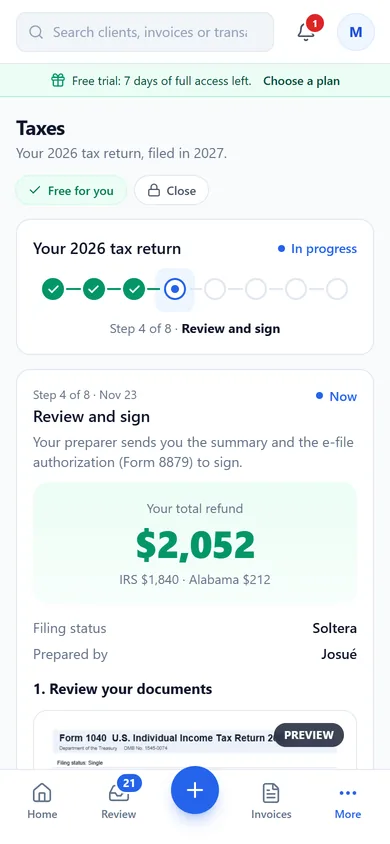 Search clients, invoices or transa
1
M
Free trial: 7 days of full access left. Choose a plan
Taxes
Your 2026 tax return, filed in 2027.
Free for you
Close
Your 2026 tax return
In progress
Step 4 of 8 · Review and sign
Step 4 of 8 · Nov 23
Now
Review and sign
Your preparer sends you the summary and the e-file
authorization (Form 8879) to sign.
Your total refund
$2,052
IRS $1,840 · Alabama $212
Filing status Soltera
Prepared by Josué
1. Review your documents
Form 1040 U.S. Individual Income Tax Return 2
PREVIEW
Department of the Treasury OMB No. 1545-0074
Filing status Single
21
Home
Review
Invoices
More